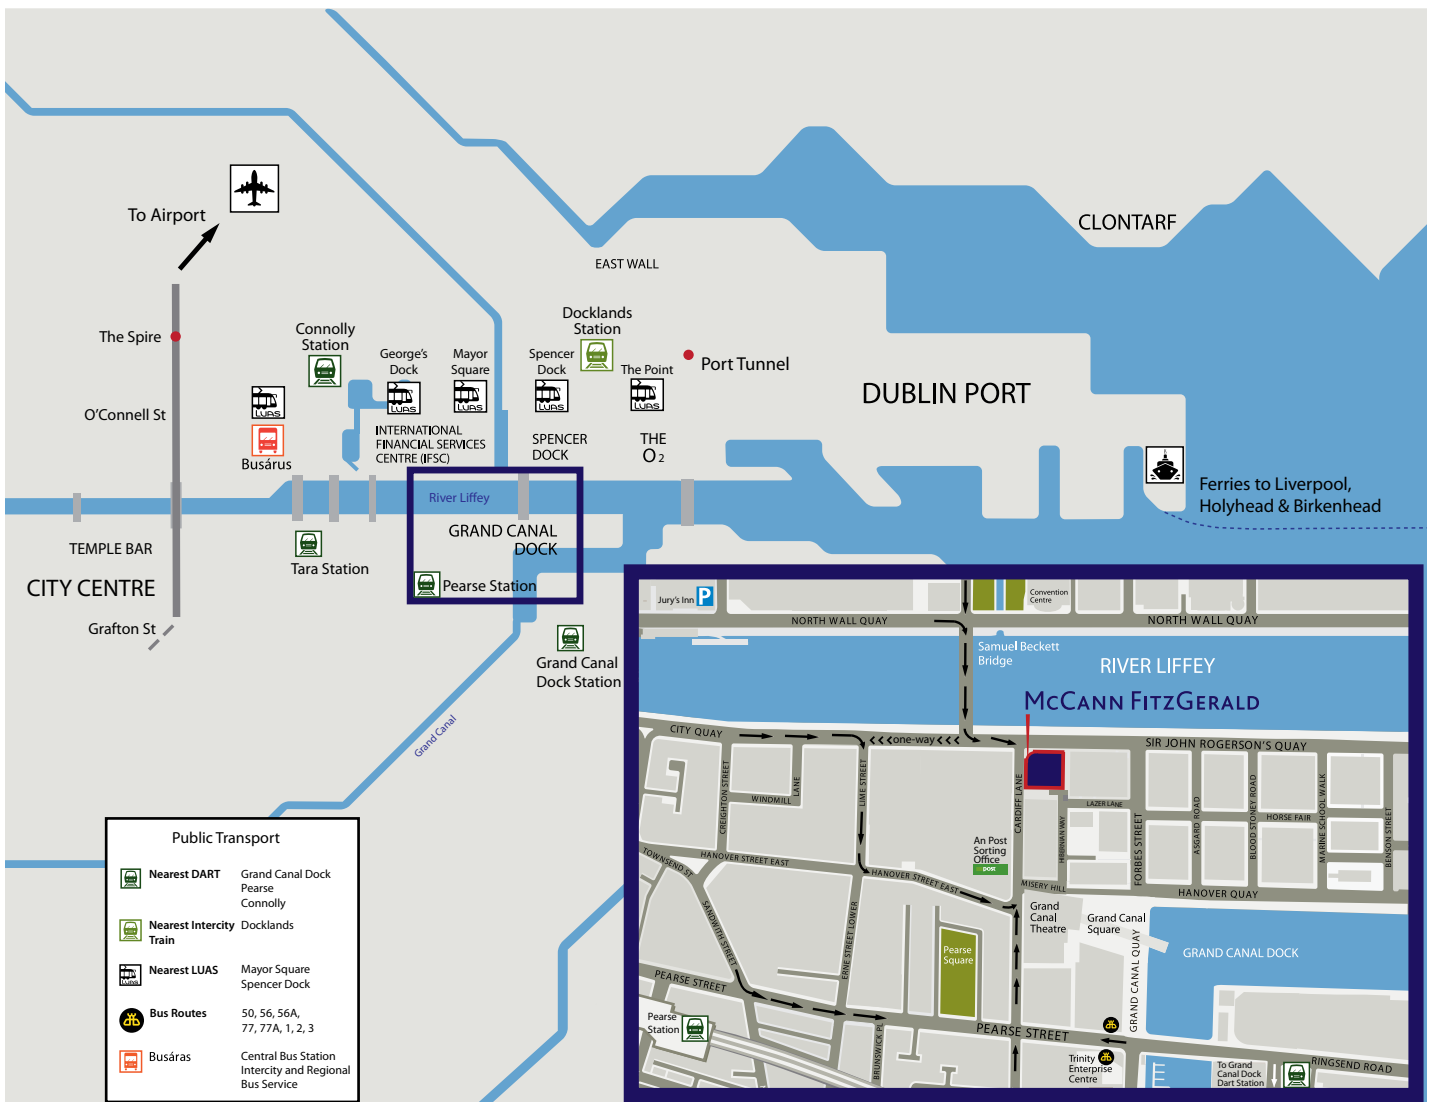 To Airport
CLONTARF
EAST WALL
The Spire
Connolly
Station
George's
Dock
Mayor
Square
Spencer
Dock
Docklands
Station
The Point
Port Tunnel
DUBLIN PORT
O'Connell St
LUAS
LUAS
LUAS
LUAS
LUAS
Busárus
INTERNATIONAL
FINANCIAL SERVICES
CENTRE (IFSC)
SPENCER
DOCK
THE
O2
Ferries to Liverpool,
Holyhead & Birkenhead
River Liffey
GRAND CANAL
DOCK
TEMPLE BAR
CITY CENTRE
Tara Station
Pearse Station
Grafton St
Grand Canal
Dock Station
Grand Canal
Public Transport
Nearest DART
Grand Canal Dock
Pearse
Connolly
Nearest Intercity
Train
Docklands
LUAS
Nearest LUAS
Mayor Square
Spencer Dock
Bus Routes
50, 56, 56A,
77, 77A, 1, 2, 3
Busáras
Central Bus Station
Intercity and Regional
Bus Service
Jury's Inn
P
Convention
Centre
NORTH WALL QUAY
NORTH WALL QUAY
Samuel Beckett
Bridge
RIVER LIFFEY
MCCANN FITZGERALD
CITY QUAY
<<<one-way<<<
SIR JOHN ROGERSON'S QUAY
CREIGHTON STREET
WINDMILL
LANE
LIME STREET
CARDIFF LANE
LAZER LANE
HIBERNIAN WAY
FORBES STREET
ASGARD ROAD
BLOOD STONEY ROAD
HORSE FAIR
MARINE SCHOOL WALK
BENSON STREET
An Post
Sorting
Office
post
TOWNSEND ST.
HANOVER STREET EAST
HANOVER STREET EAST
MISERY HILL
HANOVER QUAY
SANDWITH STREET
ERNE STREET LOWER
Grand
Canal
Theatre
Grand Canal
Square
GRAND CANAL QUAY
GRAND CANAL DOCK
Pearse
Square
PEARSE STREET
Pearse
Station
BRUNSWICK PL
PEARSE STREET
Trinity
Enterprise
Centre
To Grand
Canal Dock
Dart Station
RINGSEND ROAD